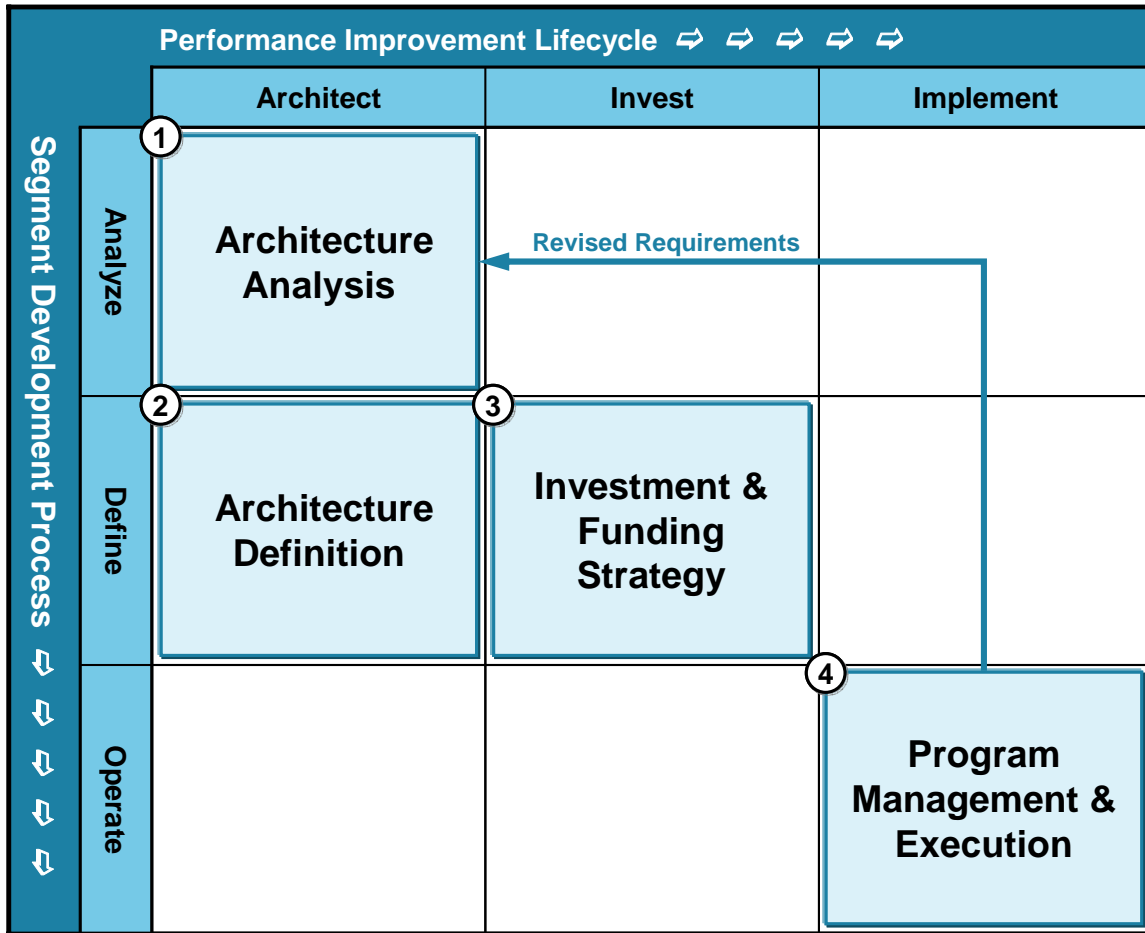 Performance Improvement Lifecycle
Architect
Invest
Implement
Segment Development Process
Analyze
Define
Operate
1
Architecture
Analysis
Revised Requirements
2
Architecture
Definition
3
Investment &
Funding
Strategy
4
Program
Management &
Execution